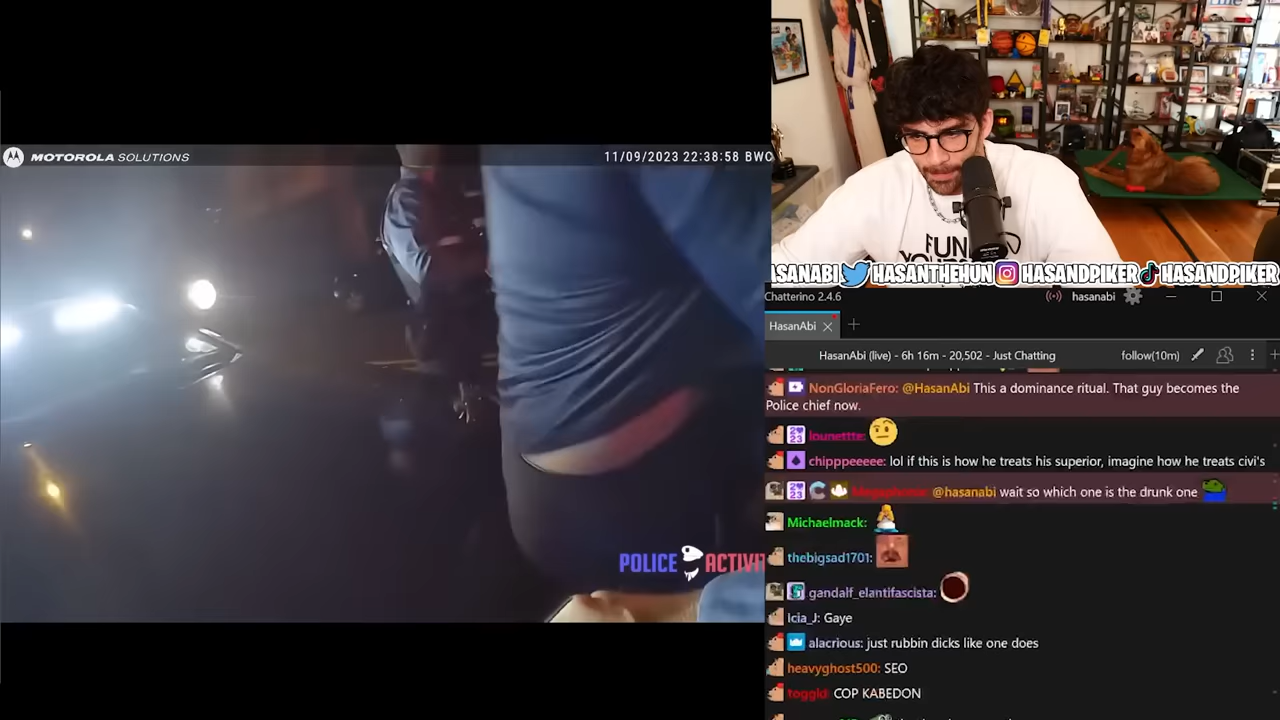 MOTOROLA SOLUTIONS
11/09/2023 22:38:58 BWC
POLICE ACTIVIT
FUN
ASANABI HASANTHEHUN HASANDPIKER HASANDPIKER
Chatterino 2.4.6
hasanabi
HasanAbi
HasanAbi (live) - 6h 16m - 20,502 - Just Chatting
follow(10m)
NonGloriaFero: @HasanAbi This a dominance ritual. That guy becomes the
Police chief now.
lounettte:
chipppeeeee: lol if this is how he treats his superior, imagine how he treats civi's
@hasanabi wait so which one is the drunk one
Michaelmack:
thebigsad1701:
gandalf_elantifascista:
Icia_J: Gaye
alacrious: just rubbin dicks like one does
heavyghost500: SEO
toggld: COP KABEDON